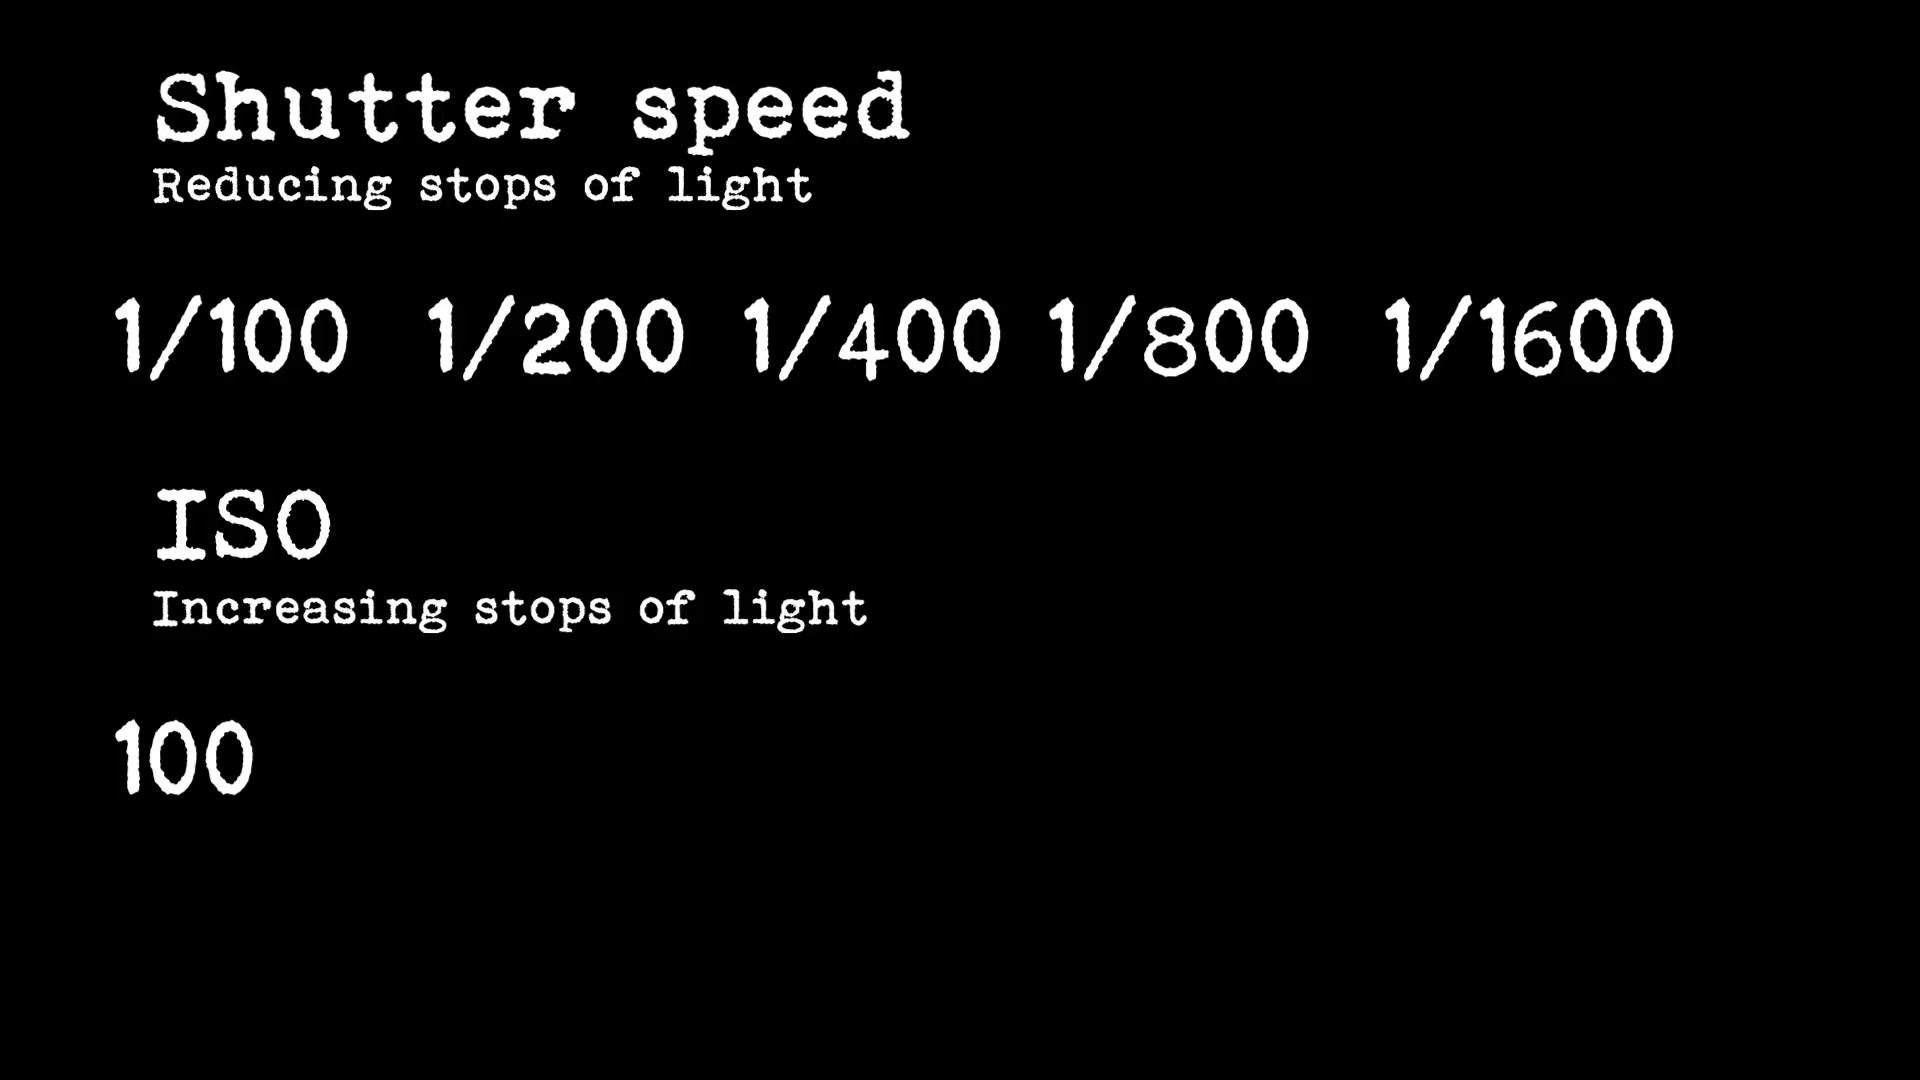 Shutter speed
Reducing stops of light
1/100 1/200 1/400 1/800 1/1600
ISO
Increasing stops of light
100